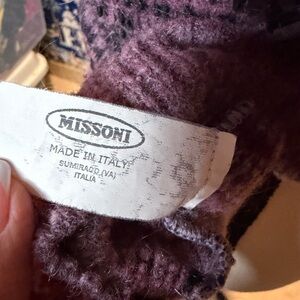 MISSONI
MADE IN ITALY
SUMIRAGO (VA)
ITALIA